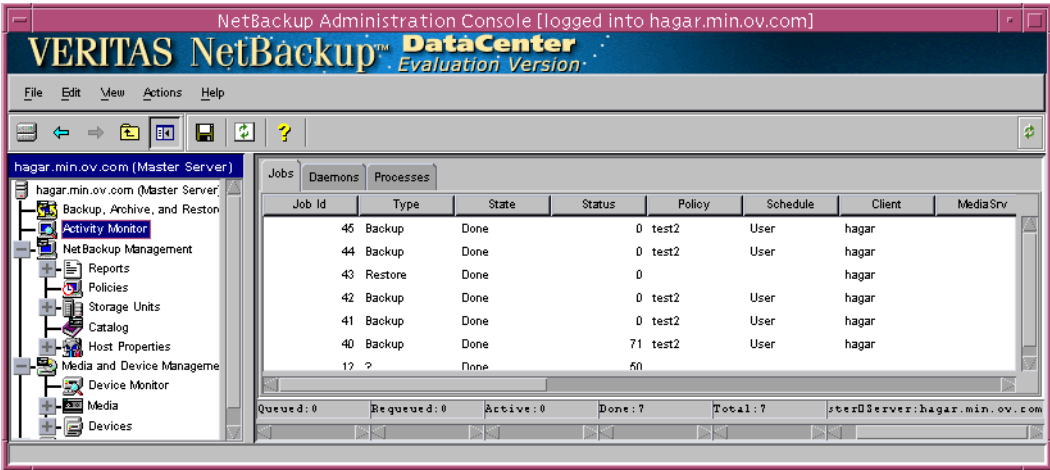 NetBackup Administration Console [logged into hagar.min.ov.com]
VERITAS NetBackup™ DataCenter
Evaluation Version
File Edit View Actions Help
hagar.min.ov.com (Master Server)
hagar.min.ov.com (Master Server)
Backup, Archive, and Restor
Activity Monitor
NetBackup Management
Reports
Policies
Storage Units
Catalog
Host Properties
Media and Device Manageme
Device Monitor
Media
Devices
Jobs Daemons Processes
Job Id Type State Status Policy Schedule Client MediaSrv
45 Backup Done 0 test2 User hagar
44 Backup Done 0 test2 User hagar
43 Restore Done 0 hagar
42 Backup Done 0 test2 User hagar
41 Backup Done 0 test2 User hagar
40 Backup Done 71 test2 User hagar
12 ? Done 50
Queued:0 Requeued:0 Active:0 Done:7 Total:7 ster Server:hagar.min.ov.com